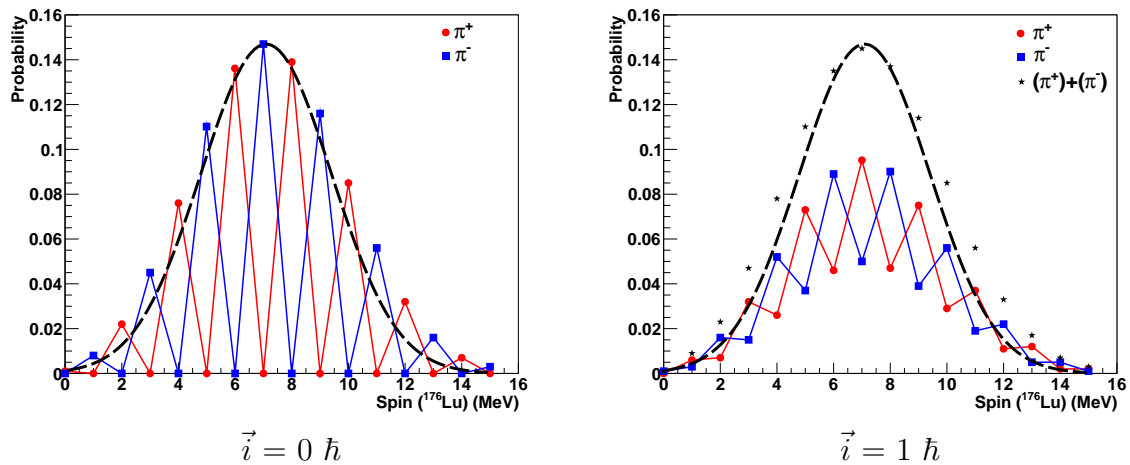 Probability
0.16
0.14
0.12
0.1
0.08
0.06
0.04
0.02
0
π⁺
π⁻
0 2 4 6 8 10 12 14 16
Spin (¹⁷⁶Lu) (MeV)
i⃗ = 0 ħ
Probability
0.16
0.14
0.12
0.1
0.08
0.06
0.04
0.02
0
π⁺
π⁻
(π⁺)+(π⁻)
0 2 4 6 8 10 12 14 16
Spin (¹⁷⁶Lu) (MeV)
i⃗ = 1 ħ